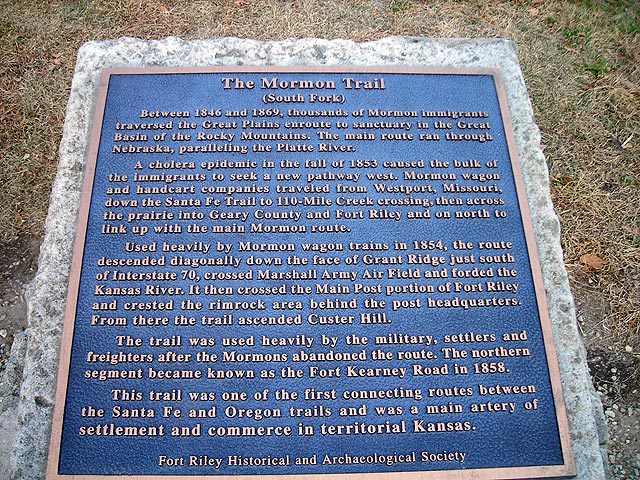 The Mormon Trail
(South Fork)
Between 1846 and 1869, thousands of Mormon immigrants
traversed the Great Plains enroute to sanctuary in the Great
Basin of the Rocky Mountains. The main route ran through
Nebraska, paralleling the Platte River.
A cholera epidemic in the fall of 1853 caused the bulk of
the immigrants to seek a new pathway west. Mormon wagon
and handcart companies traveled from Westport, Missouri,
down the Santa Fe Trail to 110-Mile Creek crossing, then across
the prairie into Geary County and Fort Riley and on north to
link up with the main Mormon route.
Used heavily by Mormon wagon trains in 1854, the route
descended diagonally down the face of Grant Ridge just south
of Interstate 70, crossed Marshall Army Air Field and forded the
Kansas River. It then crossed the Main Post portion of Fort Riley
and crested the rimrock area behind the post headquarters.
From there the trail ascended Custer Hill.
The trail was used heavily by the military, settlers and
freighters after the Mormons abandoned the route. The northern
segment became known as the Fort Kearney Road in 1858.
This trail was one of the first connecting routes between
the Santa Fe and Oregon trails and was a main artery of
settlement and commerce in territorial Kansas.
Fort Riley Historical and Archaeological Society